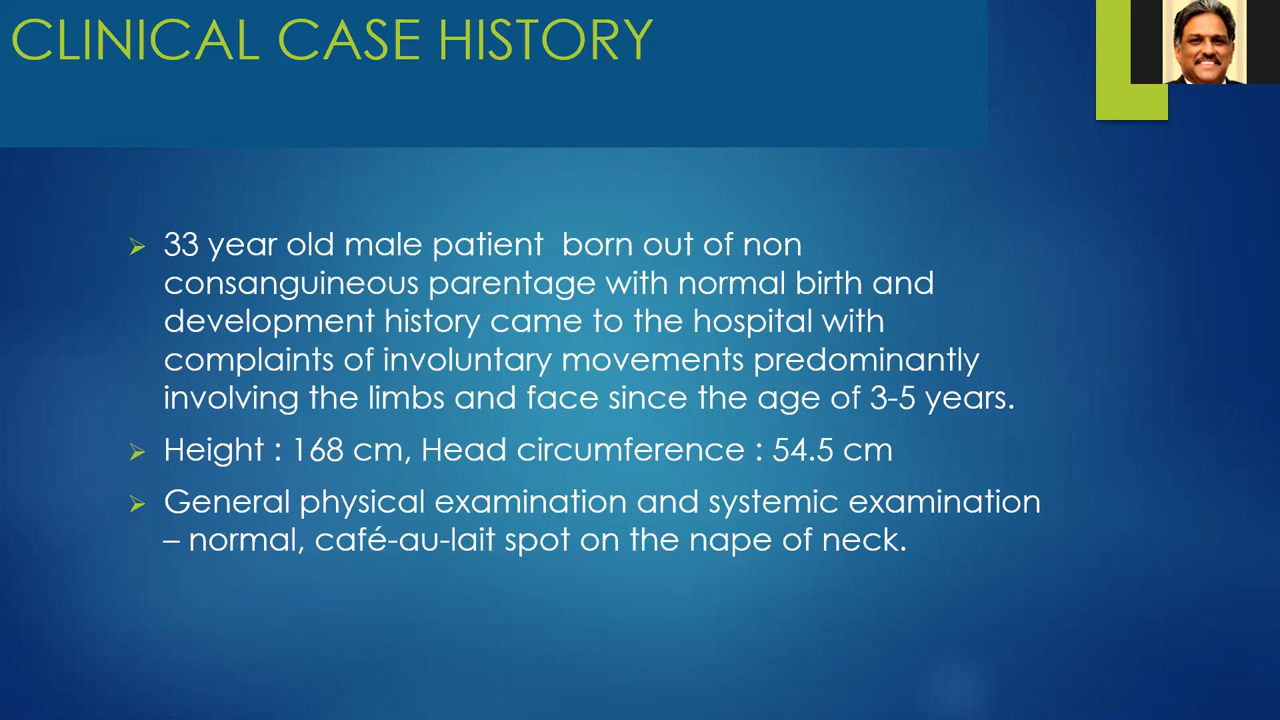 CLINICAL CASE HISTORY
➢ 33 year old male patient  born out of non
consanguineous parentage with normal birth and
development history came to the hospital with
complaints of involuntary movements predominantly
involving the limbs and face since the age of 3-5 years.
➢ Height : 168 cm, Head circumference : 54.5 cm
➢ General physical examination and systemic examination
– normal, café-au-lait spot on the nape of neck.